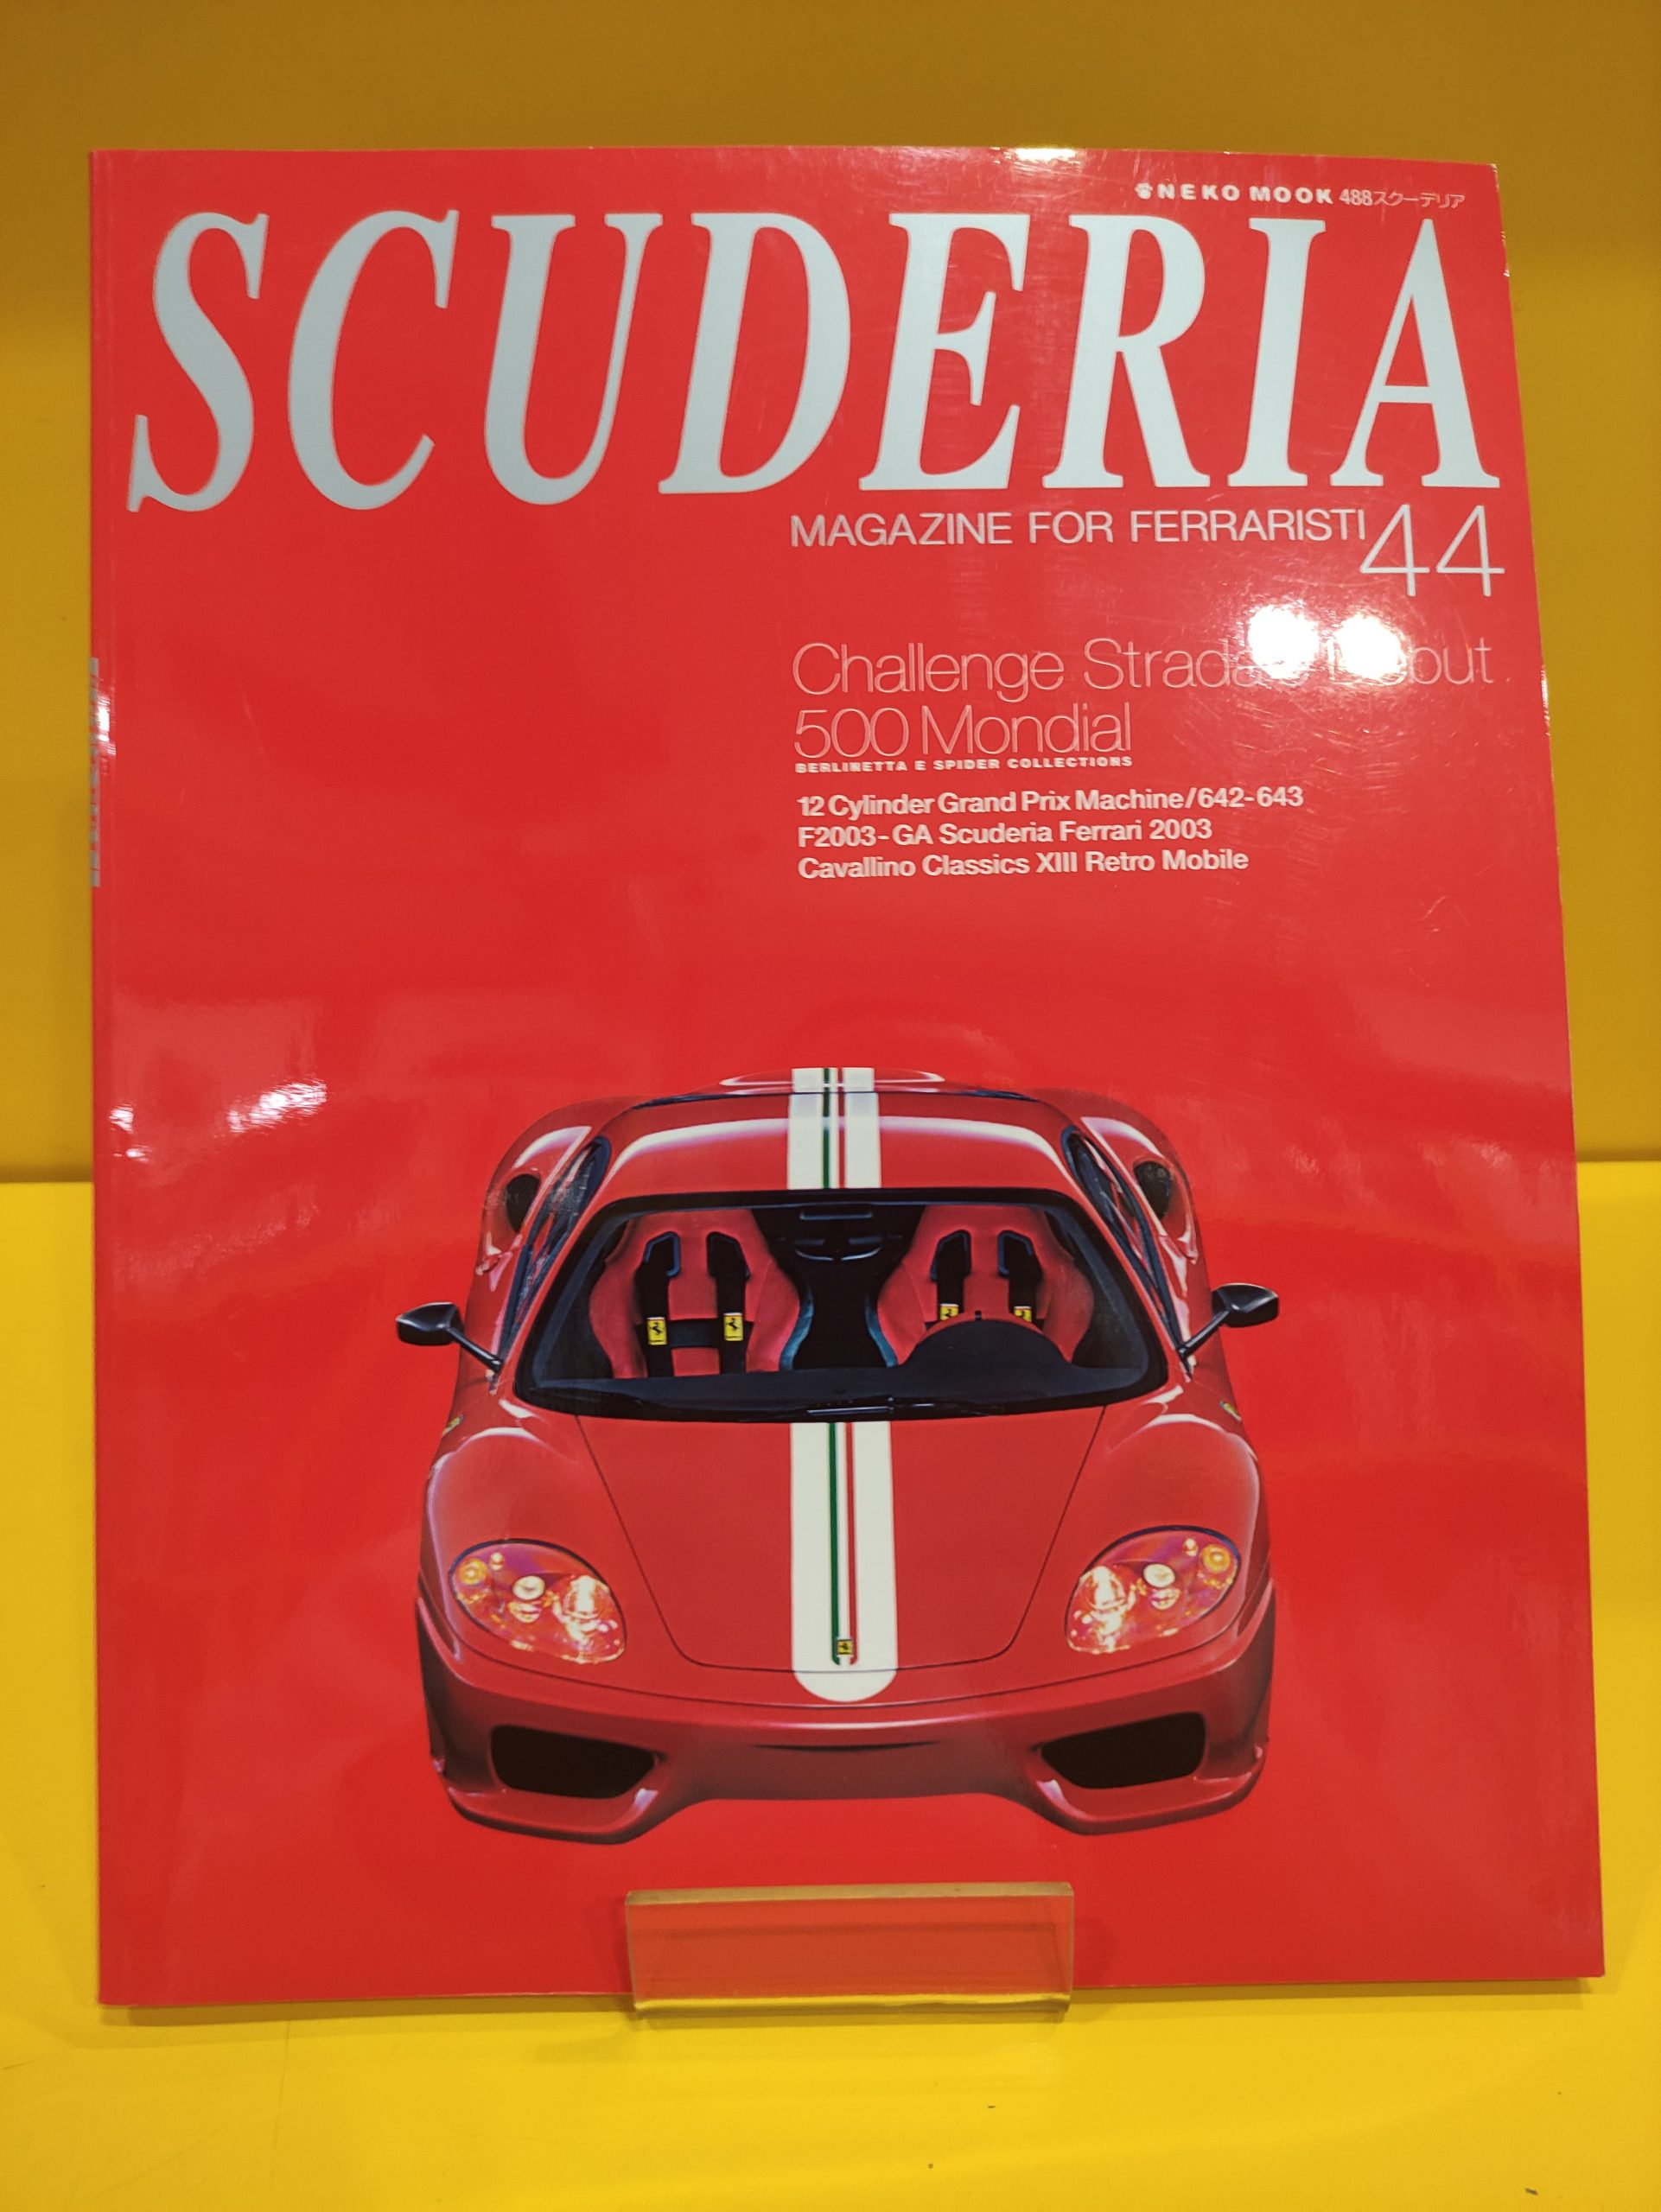 NEKO MOOK 488スクーデリア
SCUDERIA
MAGAZINE FOR FERRARISTI 44
Challenge Stradale Debut
500 Mondial
BERLINETTA E SPIDER COLLECTIONS
12 Cylinder Grand Prix Machine/642-643
F2003-GA Scuderia Ferrari 2003
Cavallino Classics XIII Retro Mobile